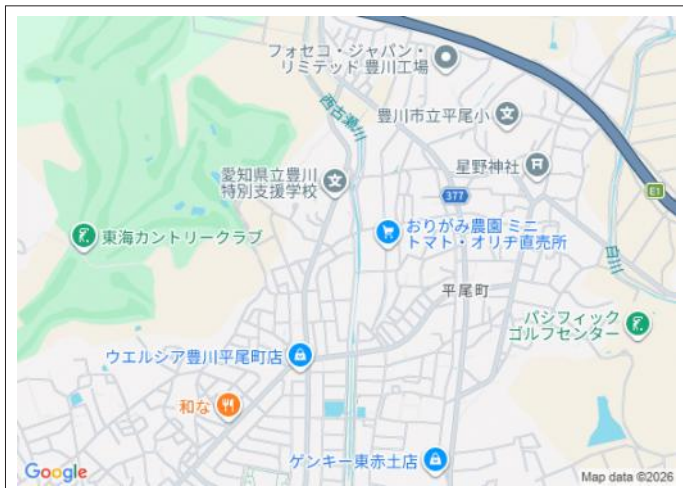 フォセコ・ジャパン・
リミテッド 豊川工場
西古瀬川
豊川市立平尾小
愛知県立豊川
特別支援学校
星野神社
377
E1
東海カントリークラブ
おりがみ農園 ミニ
トマト・オリヂ直売所
白川
平尾町
パシフィック
ゴルフセンター
ウエルシア豊川平尾町店
和な
ゲンキー東赤土店
Google
Map data ©2026